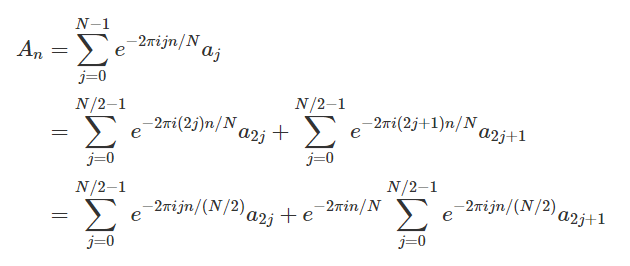 A_n = \sum_{j=0}^{N-1} e^{-2\pi ijn/N} a_j
= \sum_{j=0}^{N/2-1} e^{-2\pi i(2j)n/N} a_{2j} + \sum_{j=0}^{N/2-1} e^{-2\pi i(2j+1)n/N} a_{2j+1}
= \sum_{j=0}^{N/2-1} e^{-2\pi ijn/(N/2)} a_{2j} + e^{-2\pi in/N} \sum_{j=0}^{N/2-1} e^{-2\pi ijn/(N/2)} a_{2j+1}